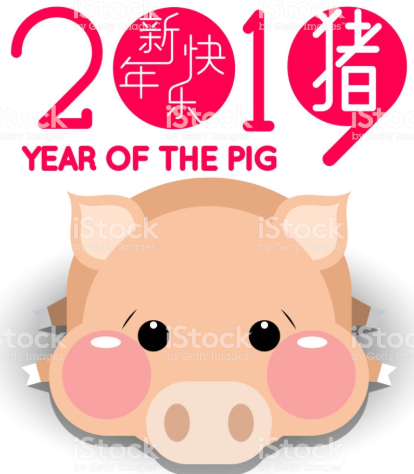 2019
新年
快乐
猪
YEAR OF THE PIG
iStock
by Getty Images